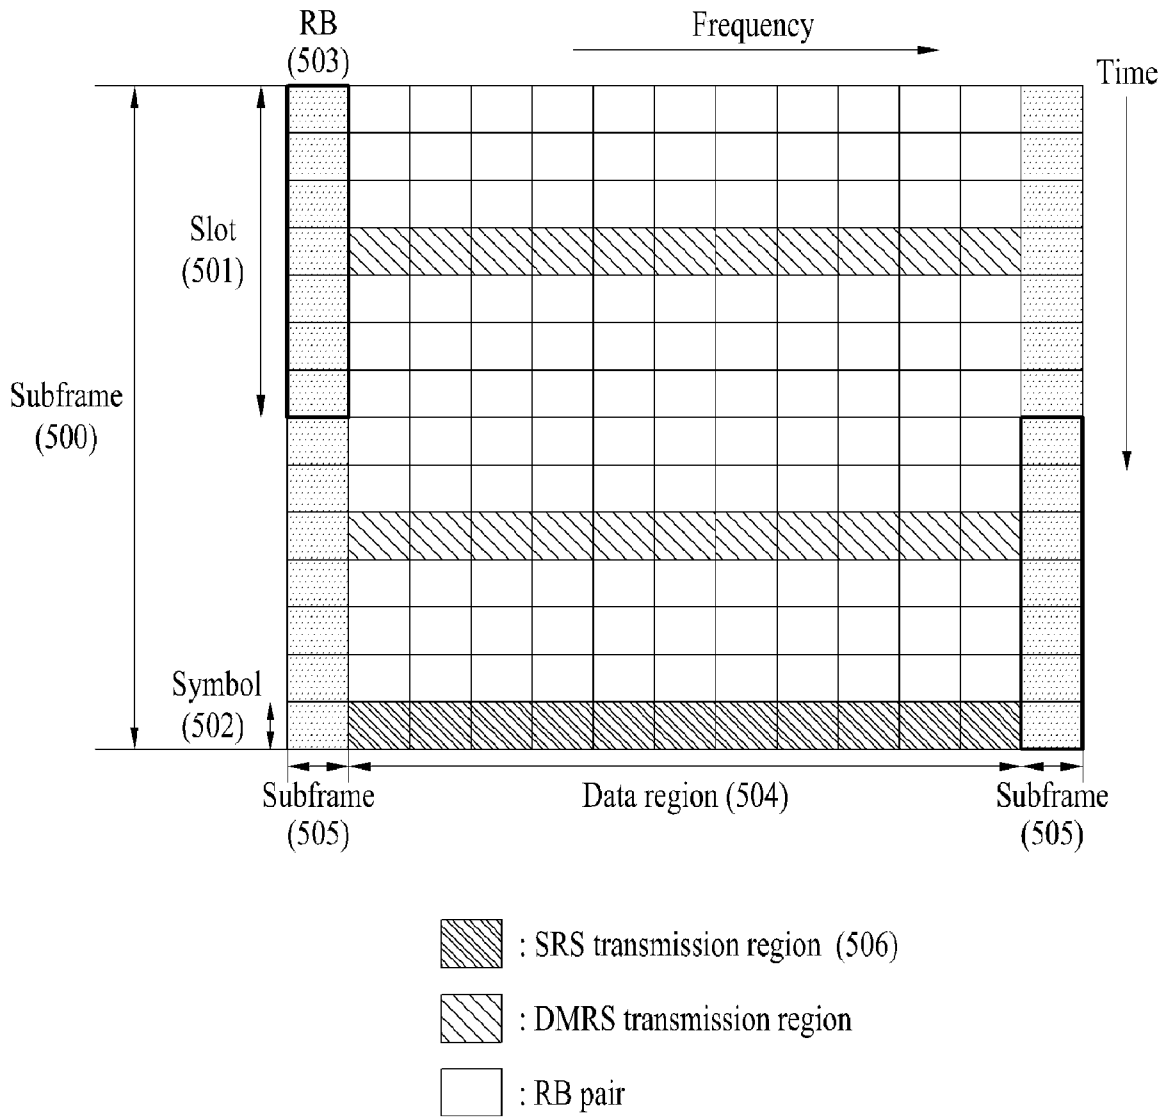 RB
(503)
Frequency
Time
Slot
(501)
Subframe
(500)
Symbol
(502)
Subframe
(505)
Data region (504)
Subframe
(505)
: SRS transmission region (506)
: DMRS transmission region
: RB pair